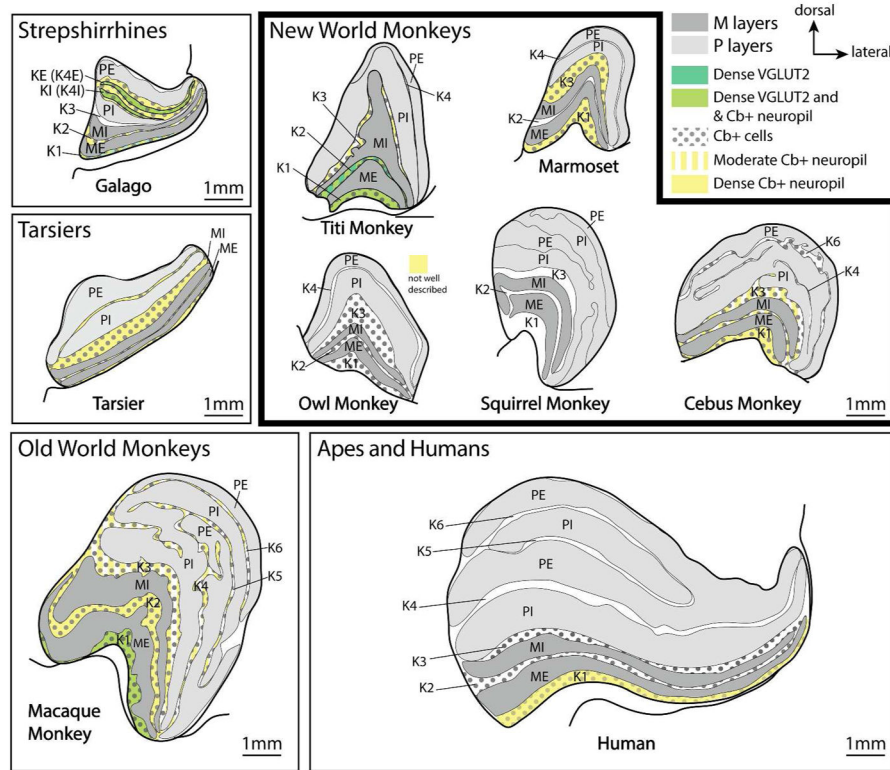 Strepshirrhines
KE (K4E)
KI (K4I)
K3
K2
K1
PE
PI
MI
ME
Galago
1mm
New World Monkeys
K3
K2
K1
PE
K4
PI
MI
ME
Titi Monkey
K4
PE
PI
K3
MI
K2
ME
K1
Marmoset
dorsal
lateral
M layers
P layers
Dense VGLUT2
Dense VGLUT2 and
& Cb+ neuropil
Cb+ cells
Moderate Cb+ neuropil
Dense Cb+ neuropil
Tarsiers
MI
ME
PE
PI
Tarsier
1mm
not well
described
PE
K4
PI
K3
MI
ME
K2
K1
Owl Monkey
PE
PI
PE
PI
K3
K2
MI
ME
K1
Squirrel Monkey
PE
K6
PI
K4
K3
MI
ME
K1
Cebus Monkey
1mm
Old World Monkeys
PE
PI
PE
K6
PI
K3
K5
MI
K4
K2
K1
ME
Macaque
Monkey
1mm
Apes and Humans
PE
K6
PI
K5
PE
K4
PI
K3
MI
K2
ME
K1
Human
1mm